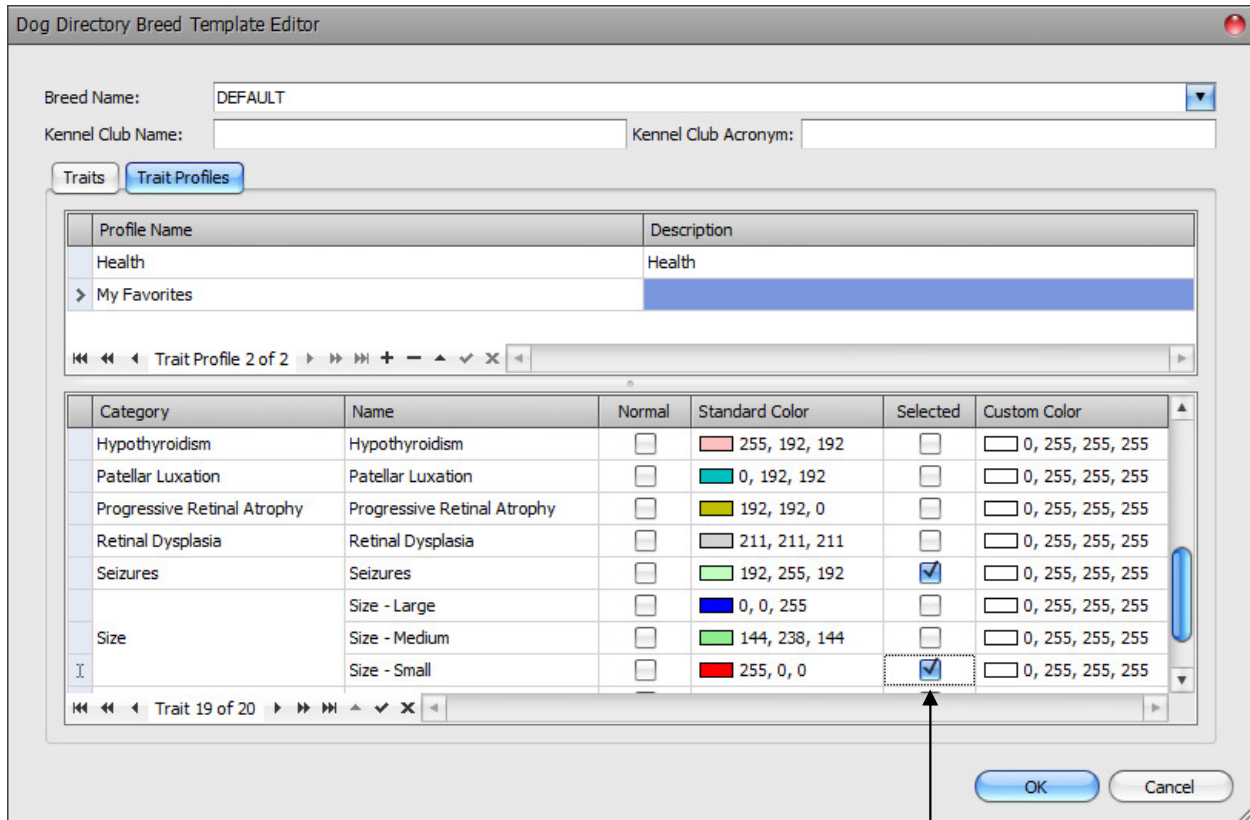 Dog Directory Breed Template Editor
Breed Name: DEFAULT
Kennel Club Name: Kennel Club Acronym:
Traits Trait Profiles
Profile Name Description
Health Health
> My Favorites
Trait Profile 2 of 2
Category Name Normal Standard Color Selected Custom Color
Hypothyroidism Hypothyroidism 255, 192, 192 0, 255, 255, 255
Patellar Luxation Patellar Luxation 0, 192, 192 0, 255, 255, 255
Progressive Retinal Atrophy Progressive Retinal Atrophy 192, 192, 0 0, 255, 255, 255
Retinal Dysplasia Retinal Dysplasia 211, 211, 211 0, 255, 255, 255
Seizures Seizures 192, 255, 192 0, 255, 255, 255
Size - Large 0, 0, 255 0, 255, 255, 255
Size Size - Medium 144, 238, 144 0, 255, 255, 255
Size - Small 255, 0, 0 0, 255, 255, 255
Trait 19 of 20
OK Cancel